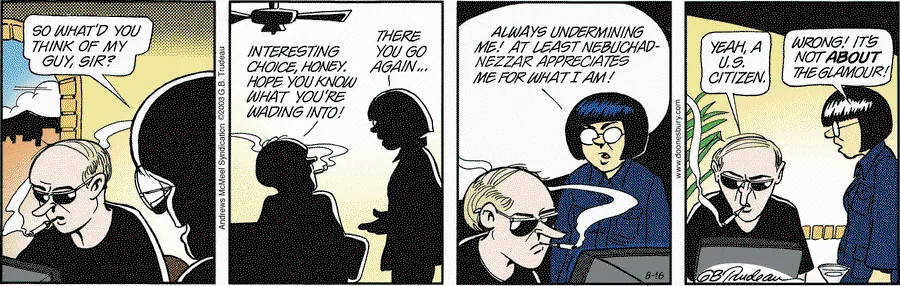 SO WHAT'D YOU
THINK OF MY
GUY, SIR?
Andrews McMeel Syndication ©2003 G.B. Trudeau
INTERESTING
CHOICE, HONEY.
HOPE YOU KNOW
WHAT YOU'RE
WADING INTO!
THERE
YOU GO
AGAIN...
ALWAYS UNDERMINING
ME! AT LEAST NEBUCHAD-
NEZZAR APPRECIATES
ME FOR WHAT I AM!
8-16
www.doonesbury.com
YEAH, A
U.S.
CITIZEN.
WRONG! IT'S
NOT ABOUT
THE GLAMOUR!
GB Trudeau